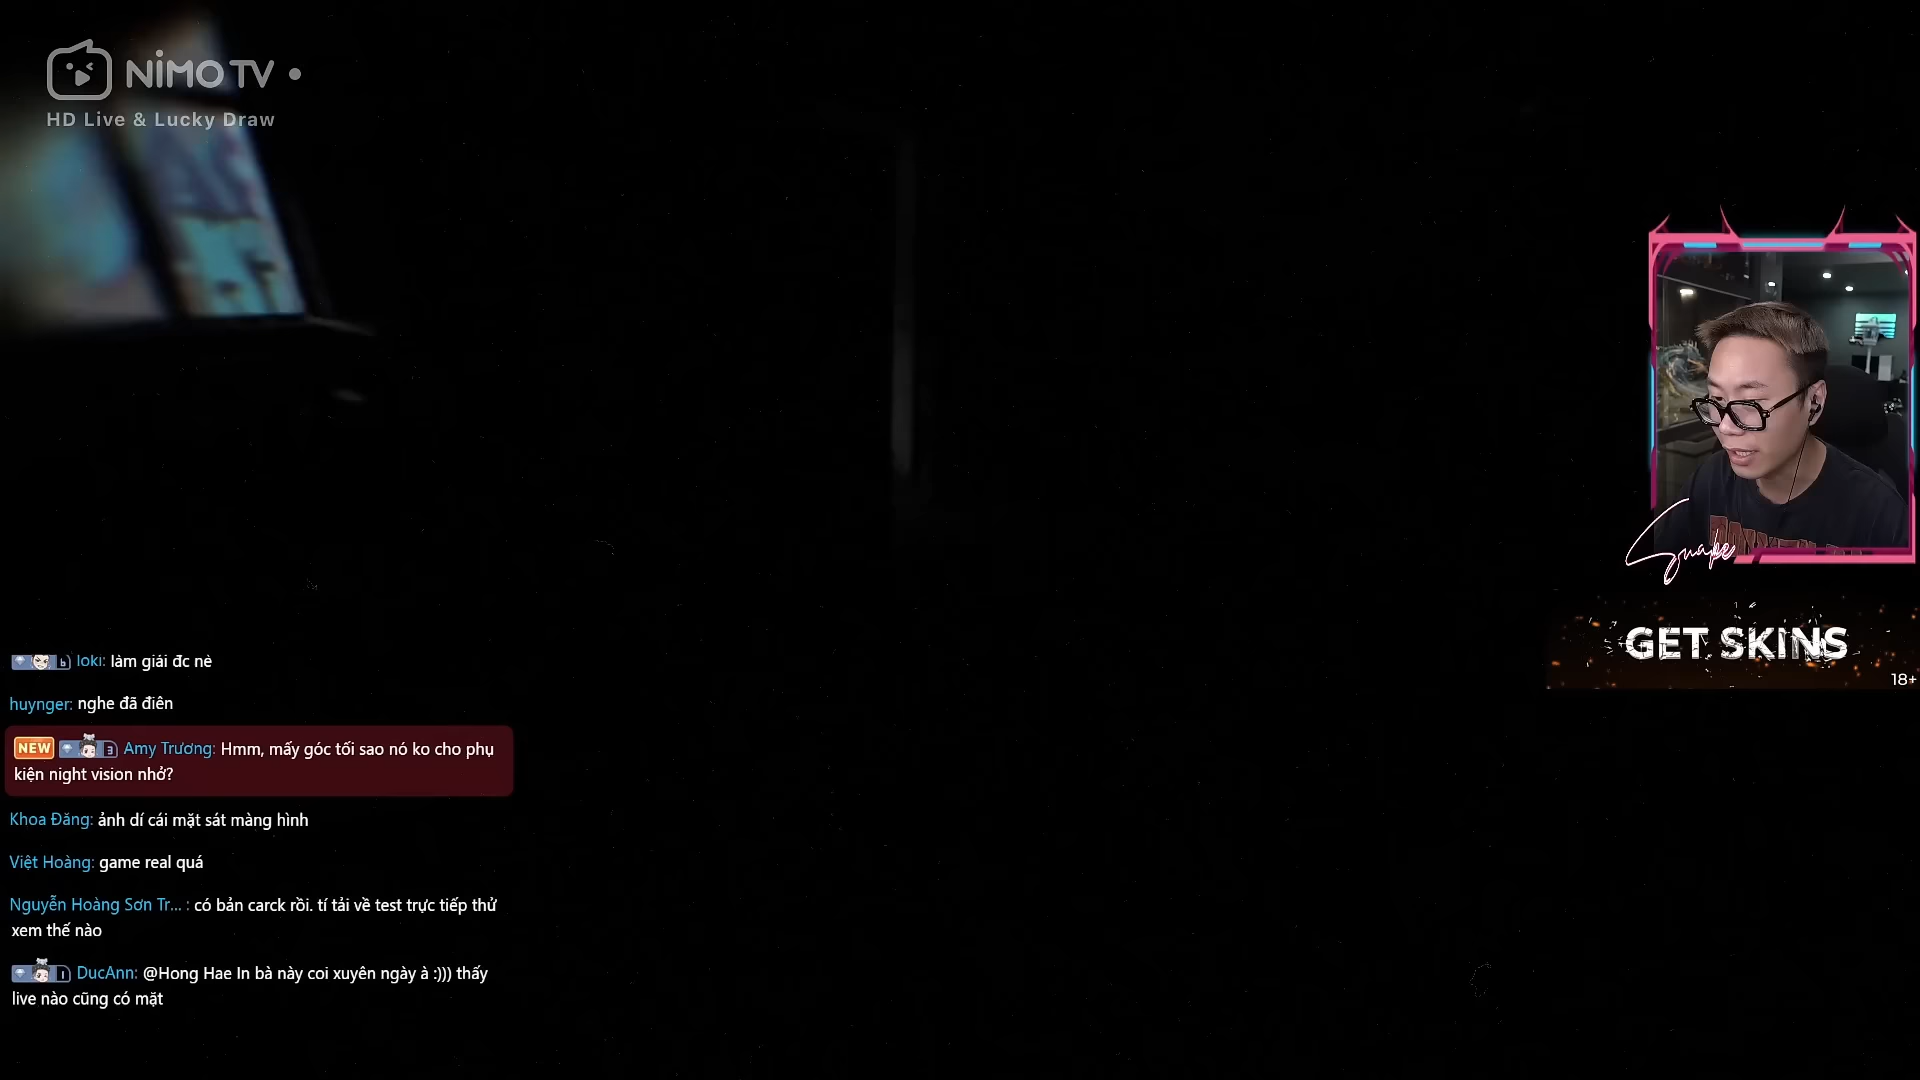 NIMO TV
HD Live & Lucky Draw
loki: làm giái đc nè
huynger: nghe đã điên
NEW 3 Amy Trương: Hmm, mấy góc tối sao nó ko cho phụ
kiện night vision nhở?
Khoa Đăng: ảnh dí cái mặt sát màng hình
Việt Hoàng: game real quá
Nguyễn Hoàng Sơn Tr... : có bản carck rồi. tí tải về test trực tiếp thử
xem thế nào
1 DucAnn: @Hong Hae In bà này coi xuyên ngày à :))) thấy
live nào cũng có mặt
Snake
GET SKINS
18+